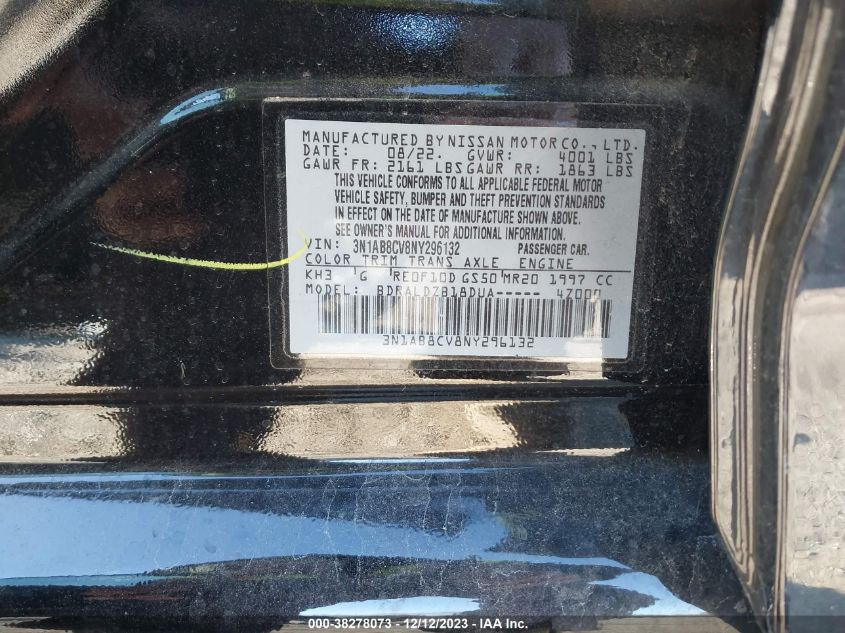 MANUFACTURED BY NISSAN MOTOR CO., LTD.
DATE: 08/22. GVWR: 4001 LBS
GAWR FR: 2161 LBS GAWR RR: 1863 LBS
THIS VEHICLE CONFORMS TO ALL APPLICABLE FEDERAL MOTOR
VEHICLE SAFETY, BUMPER AND THEFT PREVENTION STANDARDS
IN EFFECT ON THE DATE OF MANUFACTURE SHOWN ABOVE.
SEE OWNER'S MANUAL FOR ADDITIONAL INFORMATION.
VIN: 3N1AB8CV8NY296132 PASSENGER CAR.
COLOR TRIM TRANS AXLE ENGINE
KH3 'G RE0F10D GS50 MR20 1997 CC
MODEL: BDRALDZB18DUA----- 4Z000
3N1AB8CV8NY296132
000-38278073 - 12/12/2023 - IAA Inc.